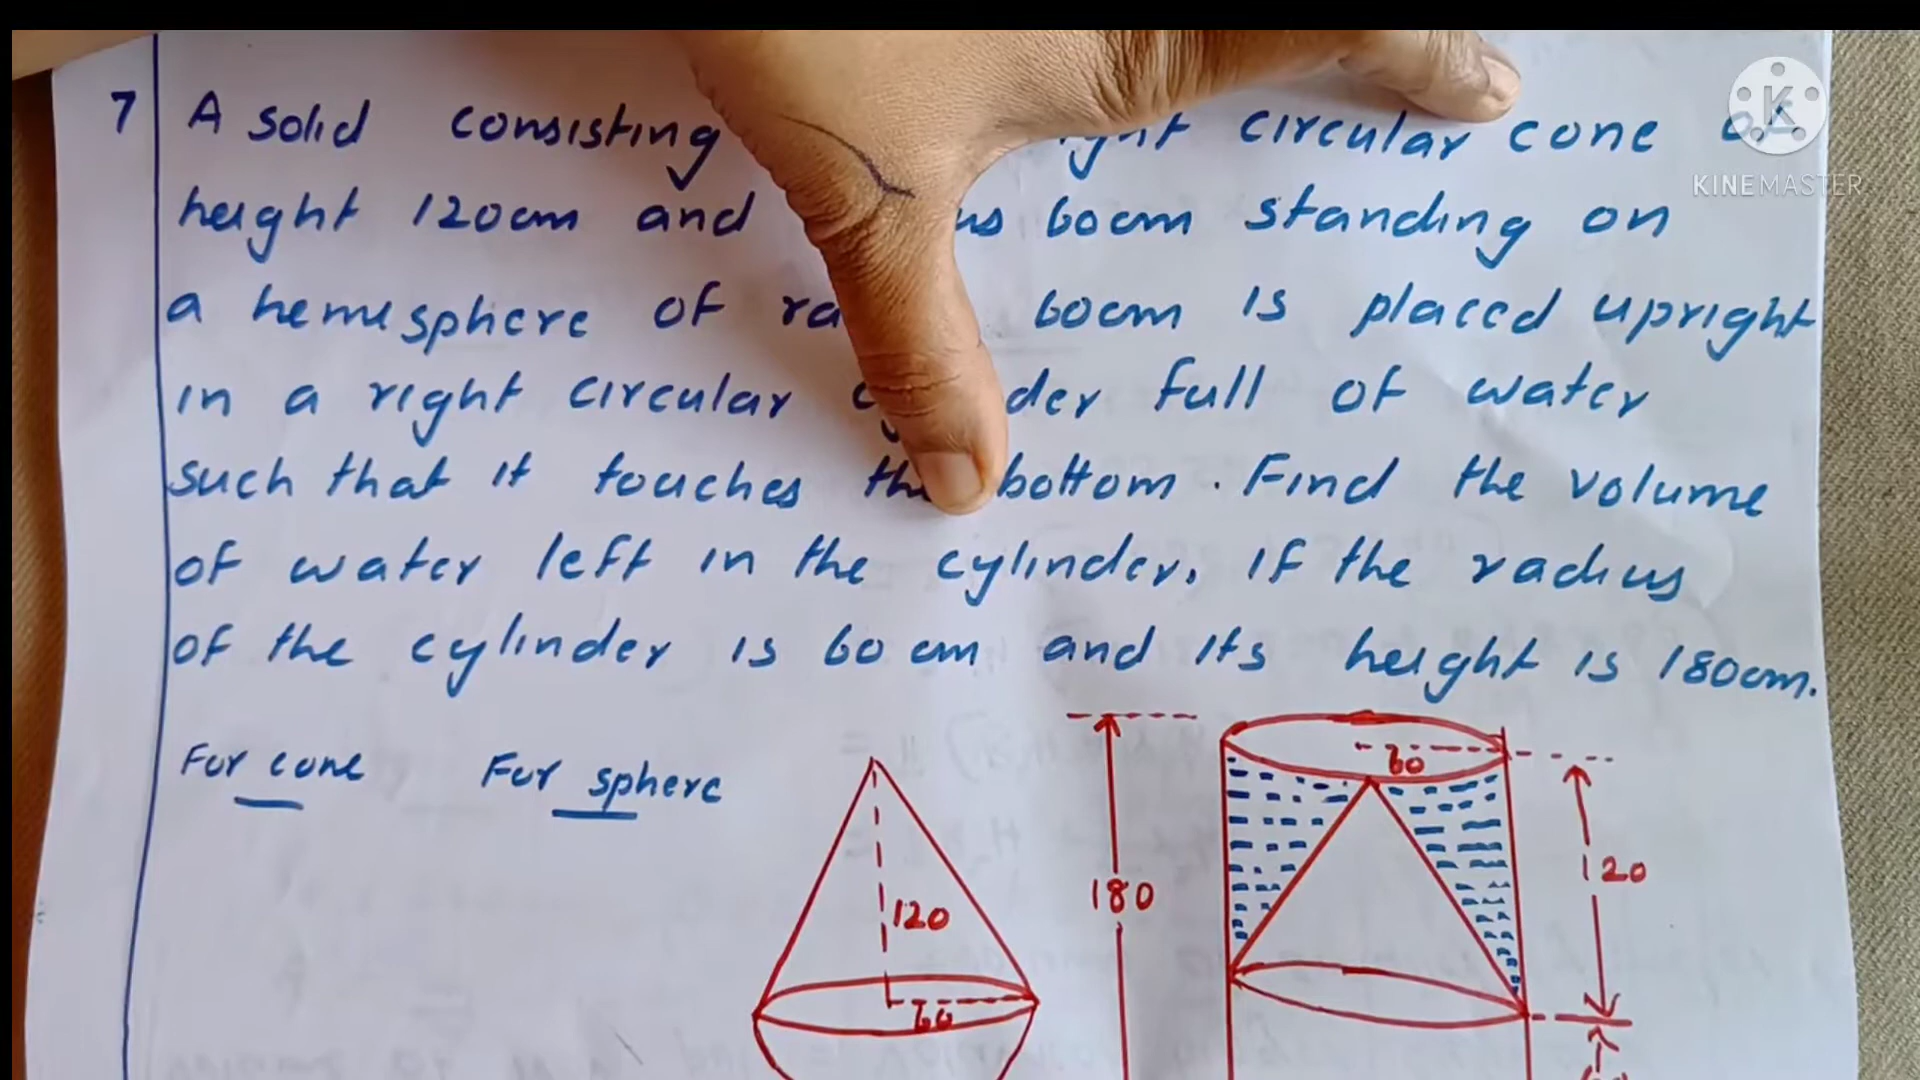 7 A solid consisting circular cone
height 120cm and 60cm standing on
a hemisphere of 60cm is placed upright
in a right circular full of water
such that it touches bottom. Find the volume
of water left in the cylinder, if the radius
of the cylinder is 60 cm and its height is 180cm.
For cone For sphere
60
120
180
120
60
KINEMASTER